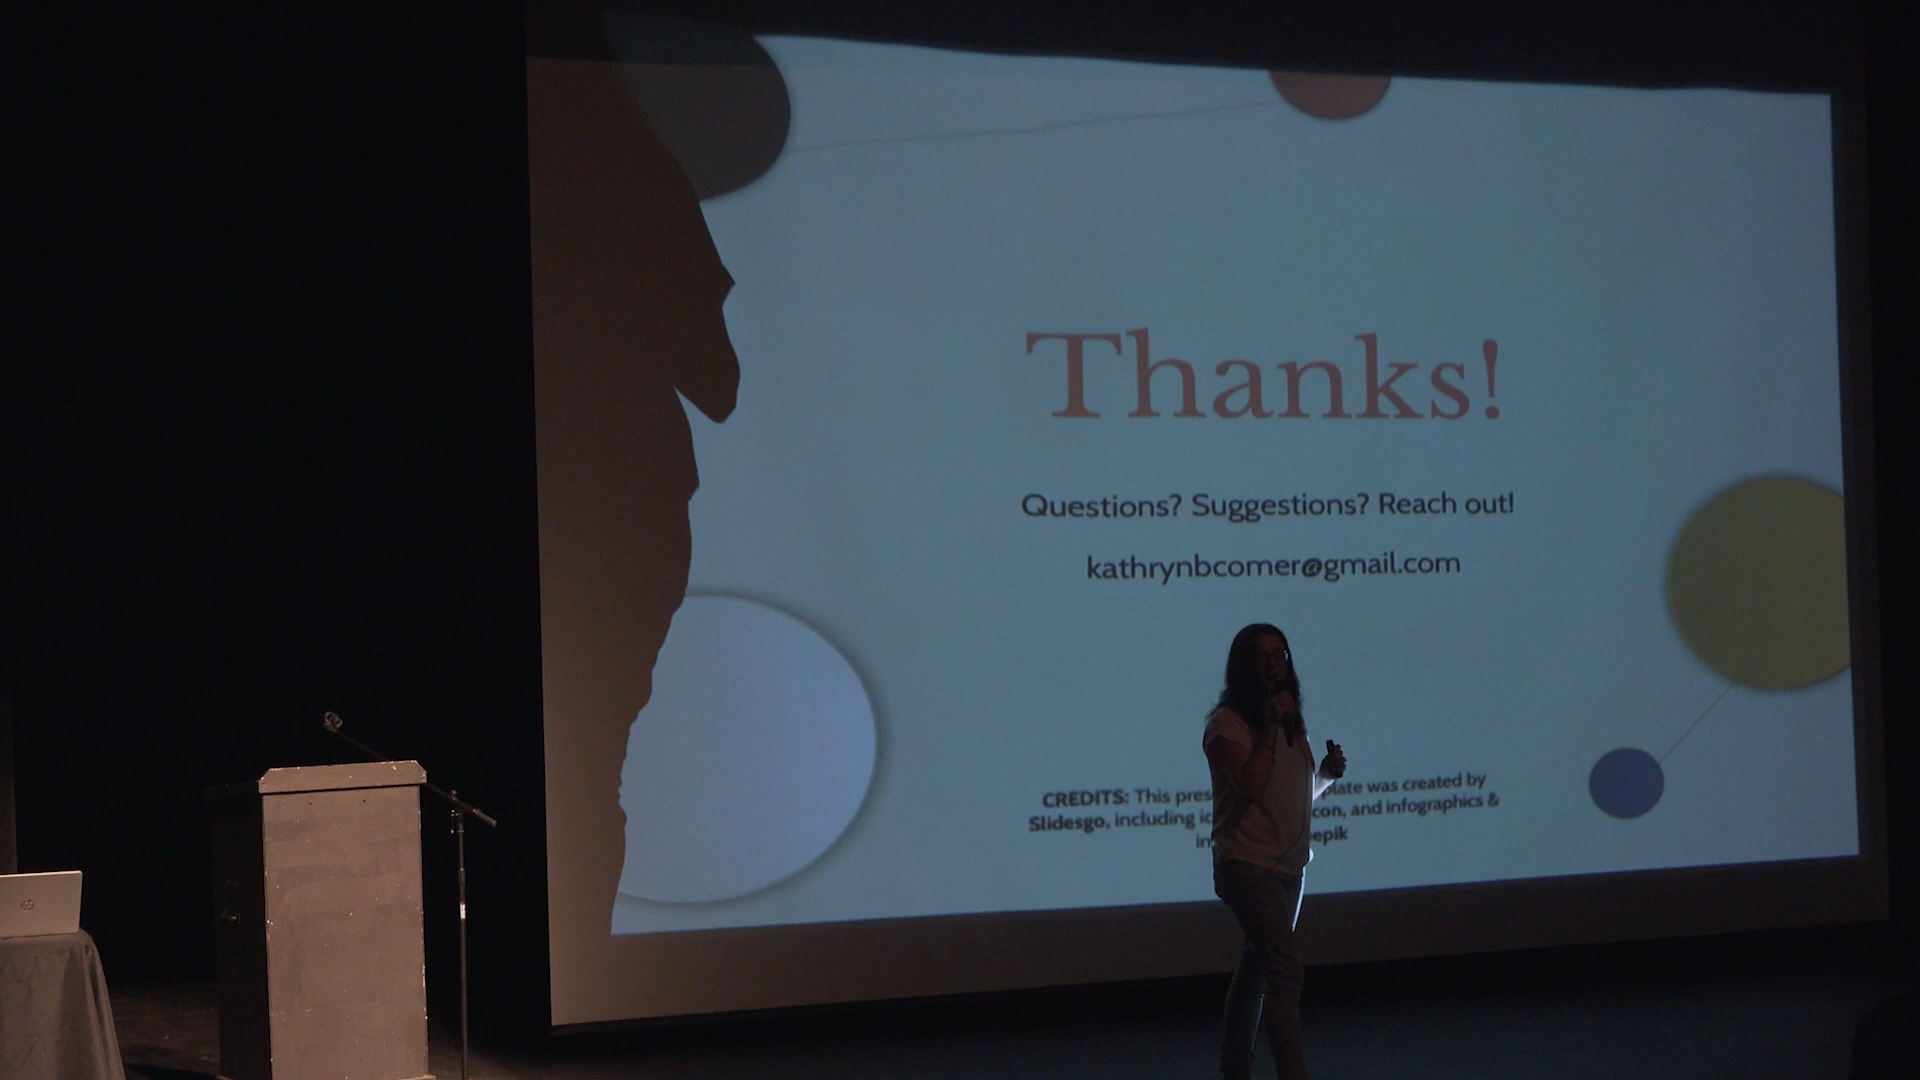 Thanks!
Questions? Suggestions? Reach out!
kathrynbcomer@gmail.com
CREDITS: This pres plate was created by
Slidesgo, including ic con, and infographics &
epik